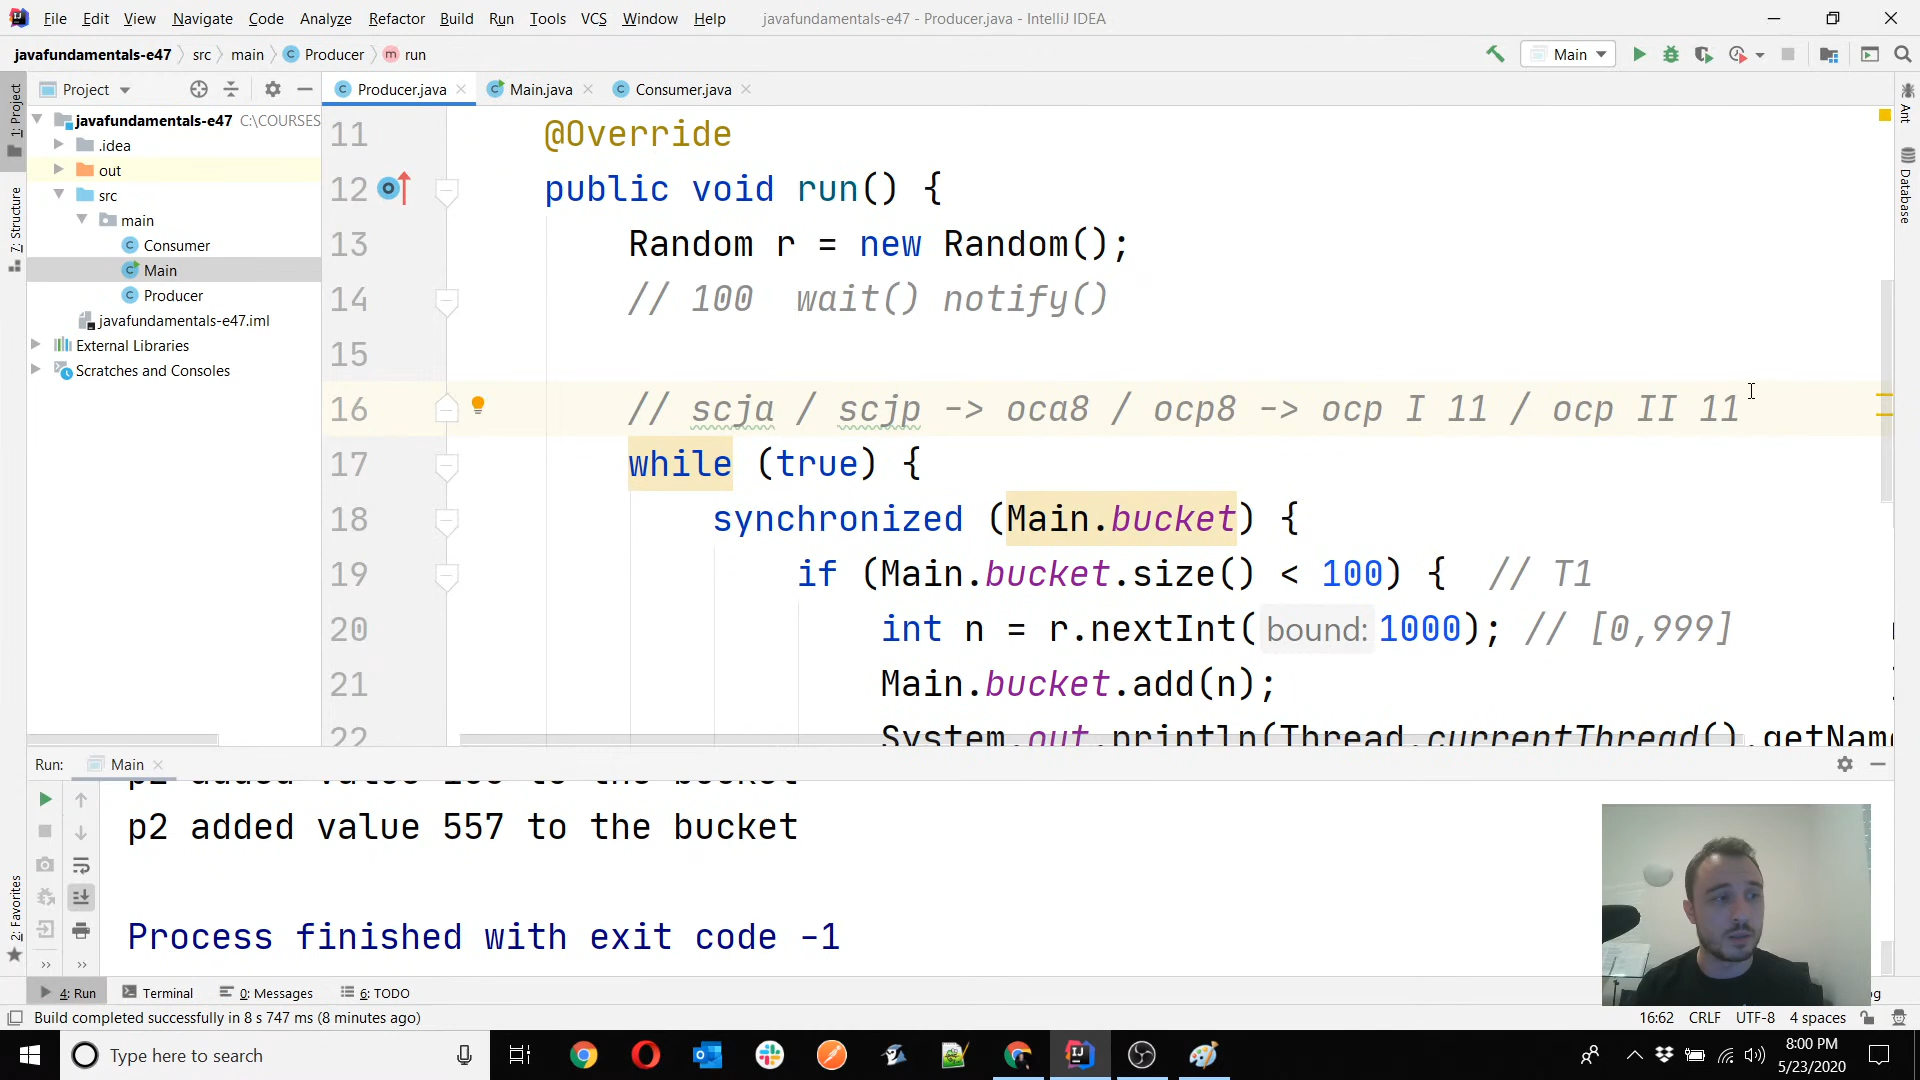 File Edit View Navigate Code Analyze Refactor Build Run Tools VCS Window Help javafundamentals-e47 - Producer.java - IntelliJ IDEA
javafundamentals-e47 src main Producer run Main
Project Producer.java Main.java Consumer.java
1: Project
7: Structure
2: Favorites
Ant
Database
javafundamentals-e47 C:\COURSES
.idea
out
src
main
Consumer
Main
Producer
javafundamentals-e47.iml
External Libraries
Scratches and Consoles
11 @Override
12 public void run() {
13 Random r = new Random();
14 // 100  wait() notify()
15
16 // scja / scjp -> oca8 / ocp8 -> ocp I 11 / ocp II 11
17 while (true) {
18 synchronized (Main.bucket) {
19 if (Main.bucket.size() < 100) {  // T1
20 int n = r.nextInt( bound: 1000); // [0,999]
21 Main.bucket.add(n);
22 System.out.println(Thread.currentThread().getName
Run: Main
added value to the bucket
p2 added value 557 to the bucket
Process finished with exit code -1
4: Run Terminal 0: Messages 6: TODO
Build completed successfully in 8 s 747 ms (8 minutes ago) 16:62 CRLF UTF-8 4 spaces
Type here to search
8:00 PM
5/23/2020